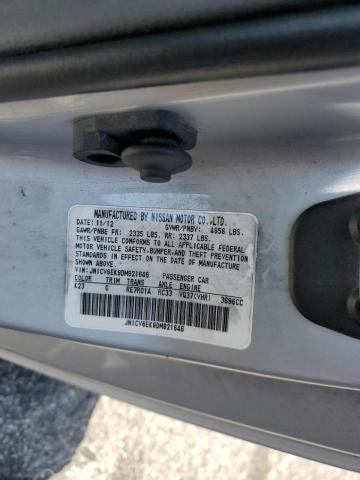 MANUFACTURED BY NISSAN MOTOR CO.,LTD.
DATE: 11/12 GVWR/PNBV: 4656 LBS.
GAWR/PNBE FR: 2335 LBS. RR: 2337 LBS.
THIS VEHICLE CONFORMS TO ALL APPLICABLE FEDERAL
MOTOR VEHICLE SAFETY,BUMPER,AND THEFT PREVENTION
STANDARDS IN EFFECT ON THE DATE OF MANUFACTURE
SHOWN ABOVE.
VIN: JN1CV6EK9DM921646 PASSENGER CAR
COLOR TRIM TRANS AXLE ENGINE
K23 G RE7R01A RC33 VQ37(VHR) 3696CC
JN1CV6EK9DM921646